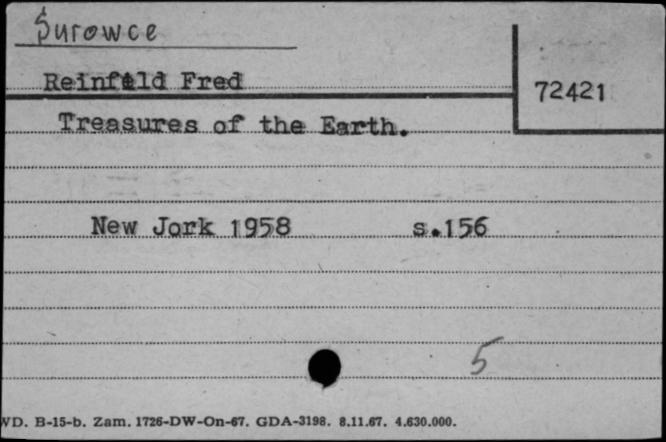 Surowce
Reinfeld Fred
72421
Treasures of the Earth.
New Jork 1958 s.156
5
WD. B-15-b. Zam. 1726-DW-On-67. GDA-3198. 8.11.67. 4.630.000.